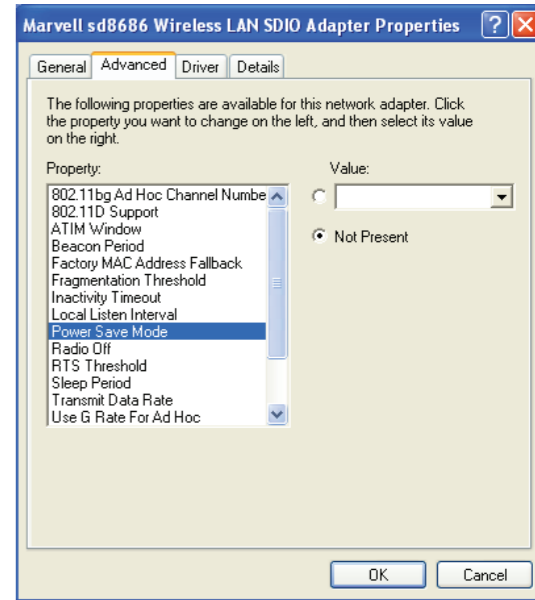 Marvell sd8686 Wireless LAN SDIO Adapter Properties
General Advanced Driver Details
The following properties are available for this network adapter. Click
the property you want to change on the left, and then select its value
on the right.
Property:
Value:
802.11bg Ad Hoc Channel Numbe
802.11D Support
ATIM Window
Beacon Period
Factory MAC Address Fallback
Fragmentation Threshold
Inactivity Timeout
Local Listen Interval
Power Save Mode
Radio Off
RTS Threshold
Sleep Period
Transmit Data Rate
Use G Rate For Ad Hoc
Not Present
OK
Cancel